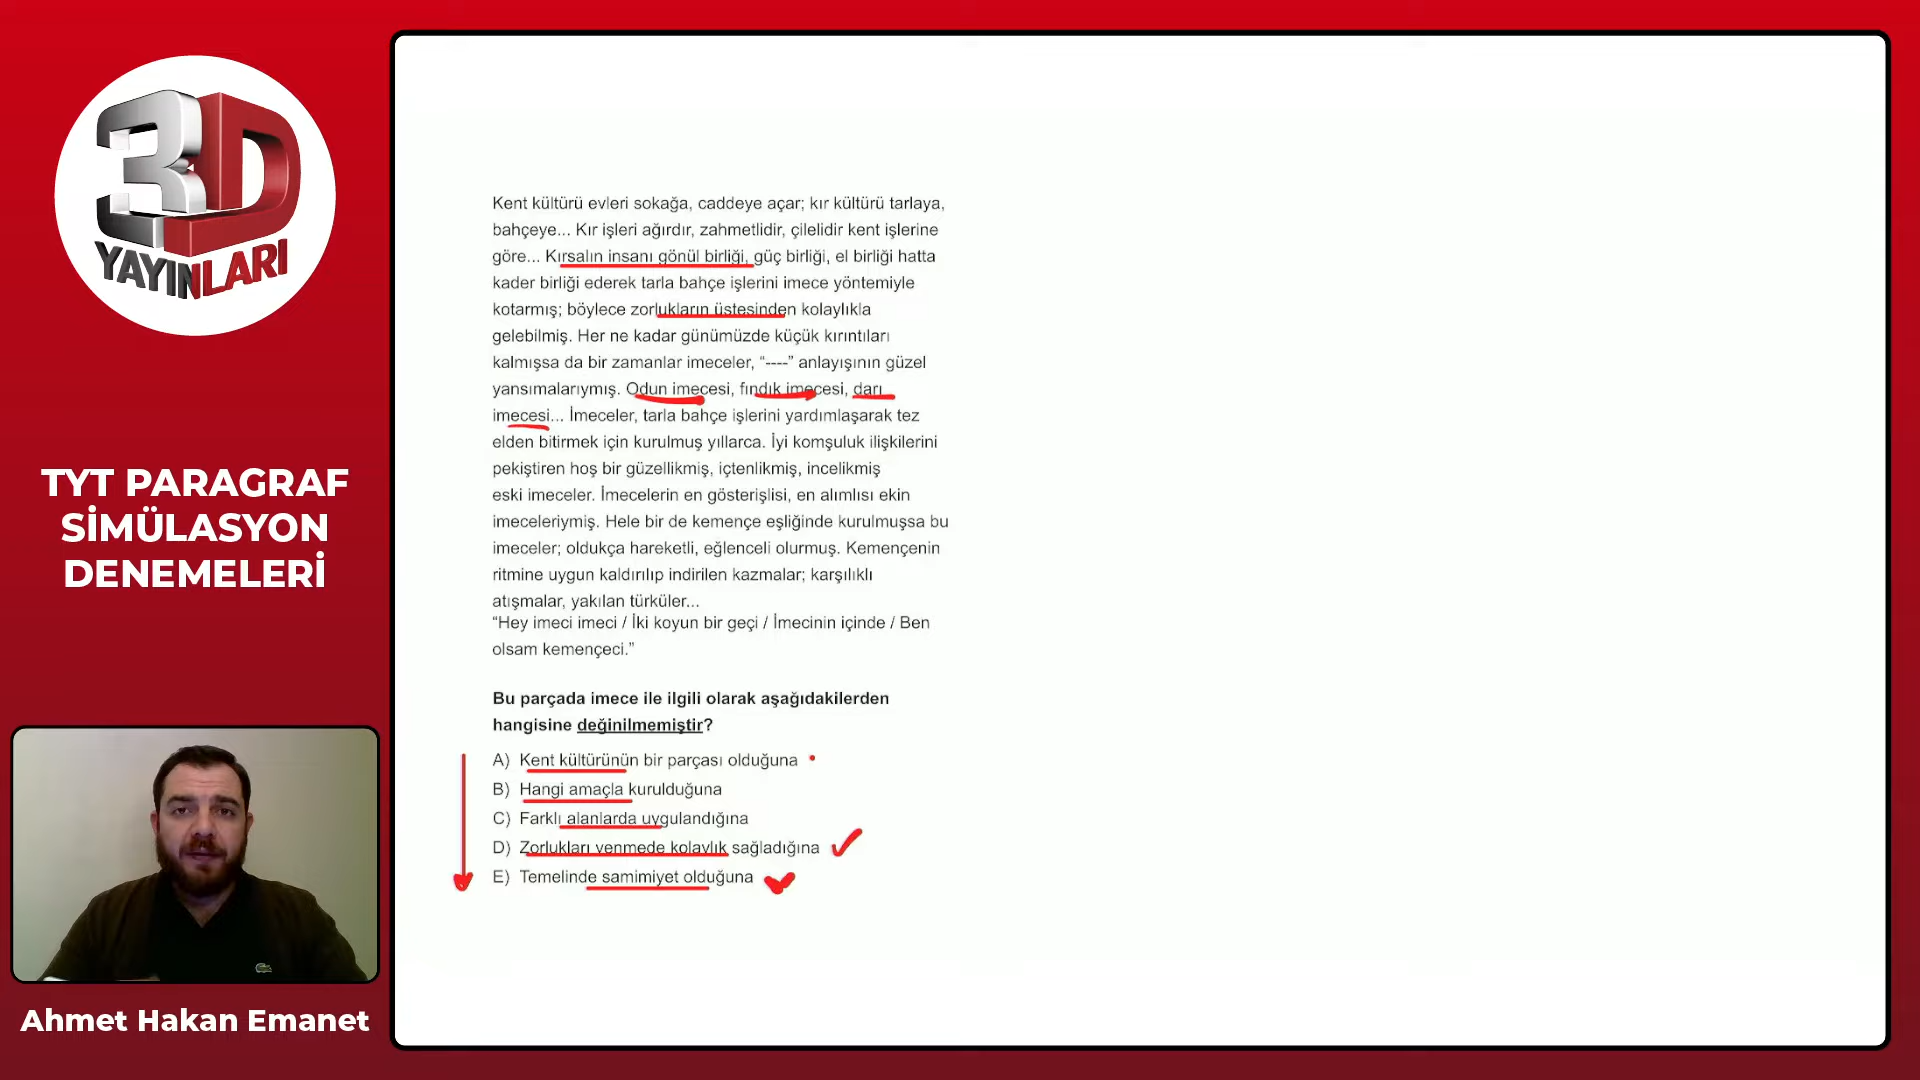 3D
YAYINLARI
TYT PARAGRAF
SİMÜLASYON
DENEMELERİ
Ahmet Hakan Emanet
Kent kültürü evleri sokağa, caddeye açar; kır kültürü tarlaya,
bahçeye... Kır işleri ağırdır, zahmetlidir, çilelidir kent işlerine
göre... Kırsalın insanı gönül birliği, güç birliği, el birliği hatta
kader birliği ederek tarla bahçe işlerini imece yöntemiyle
kotarmış; böylece zorlukların üstesinden kolaylıkla
gelebilmiş. Her ne kadar günümüzde küçük kırıntıları
kalmışsa da bir zamanlar imeceler, “----” anlayışının güzel
yansımalarıymış. Odun imecesi, fındık imecesi, darı
imecesi... İmeceler, tarla bahçe işlerini yardımlaşarak tez
elden bitirmek için kurulmuş yıllarca. İyi komşuluk ilişkilerini
pekiştiren hoş bir güzellikmiş, içtenlikmiş, incelikmiş
eski imeceler. İmecelerin en gösterişlisi, en alımlısı ekin
imeceleriymiş. Hele bir de kemençe eşliğinde kurulmuşsa bu
imeceler; oldukça hareketli, eğlenceli olurmuş. Kemençenin
ritmine uygun kaldırılıp indirilen kazmalar; karşılıklı
atışmalar, yakılan türküler...
“Hey imeci imeci / İki koyun bir geçi / İmecinin içinde / Ben
olsam kemençeci.”
Bu parçada imece ile ilgili olarak aşağıdakilerden
hangisine değinilmemiştir?
A) Kent kültürünün bir parçası olduğuna
B) Hangi amaçla kurulduğuna
C) Farklı alanlarda uygulandığına
D) Zorlukları yenmede kolaylık sağladığına
E) Temelinde samimiyet olduğuna